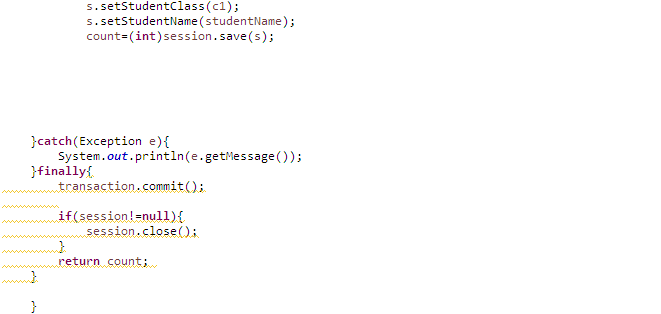 s.setStudentClass(c1);
s.setStudentName(studentName);
count=(int)session.save(s);
}catch(Exception e){
System.out.println(e.getMessage());
}finally{
transaction.commit();
if(session!=null){
session.close();
}
return count;
}
}